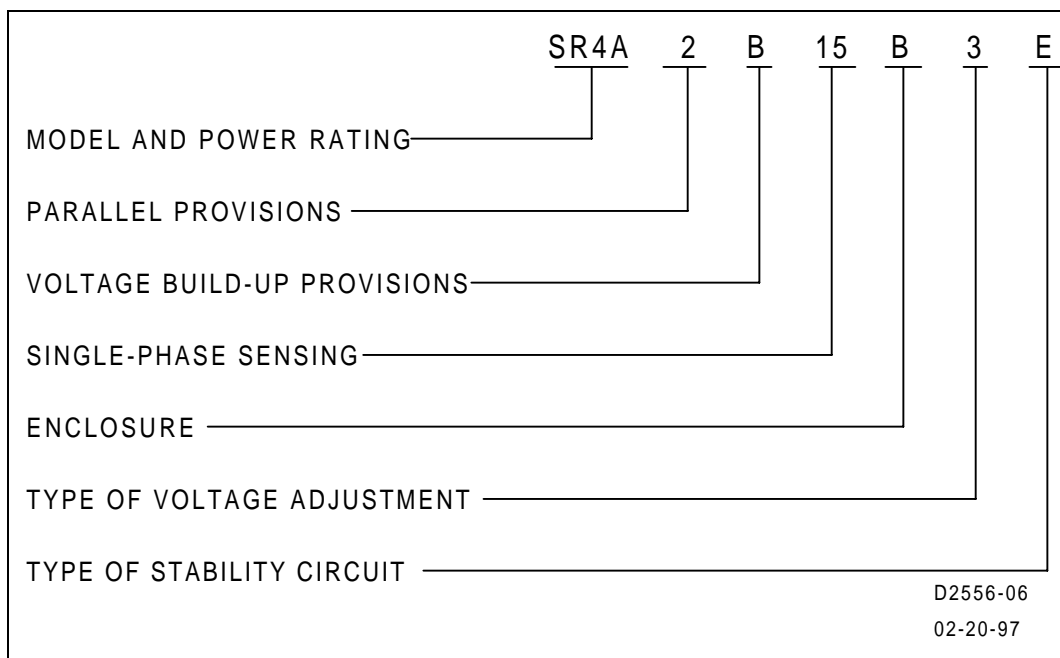 SR4A 2 B 15 B 3 E
MODEL AND POWER RATING
PARALLEL PROVISIONS
VOLTAGE BUILD-UP PROVISIONS
SINGLE-PHASE SENSING
ENCLOSURE
TYPE OF VOLTAGE ADJUSTMENT
TYPE OF STABILITY CIRCUIT
D2556-06
02-20-97